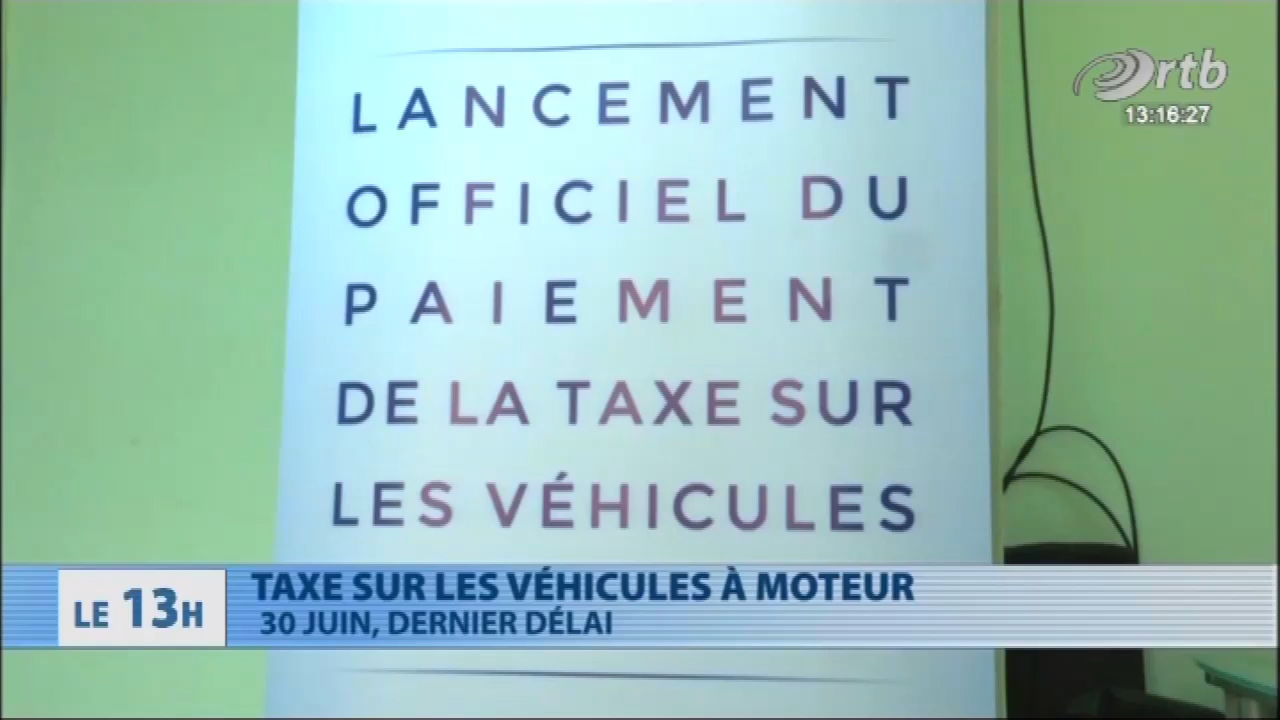 LANCEMENT
OFFICIEL DU
PAIEMENT
DE LA TAXE SUR
LES VÉHICULES
rtb
13:16:27
LE 13H
TAXE SUR LES VÉHICULES À MOTEUR
30 JUIN, DERNIER DÉLAI